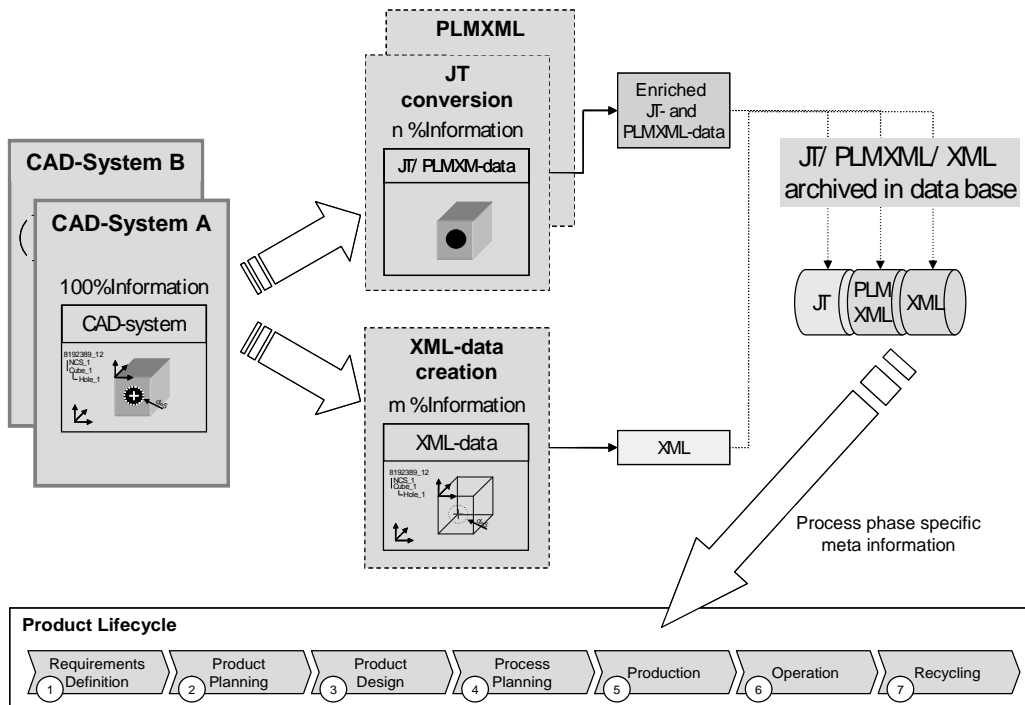 PLMXML
JT
conversion
n %Information
JT/ PLMXM-data
Enriched
JT- and
PLMXML-data
JT/ PLMXML/ XML
archived in data base
CAD-System B
CAD-System A
100%Information
CAD-system
8192389_12
NCS_1
Cube_1
Hole_1
XML-data
creation
m %Information
XML-data
8192389_12
NCS_1
Cube_1
Hole_1
XML
JT
PLM
XML
XML
Process phase specific
meta information
Product Lifecycle
Requirements
Definition
1
Product
Planning
2
Product
Design
3
Process
Planning
4
Production
5
Operation
6
Recycling
7